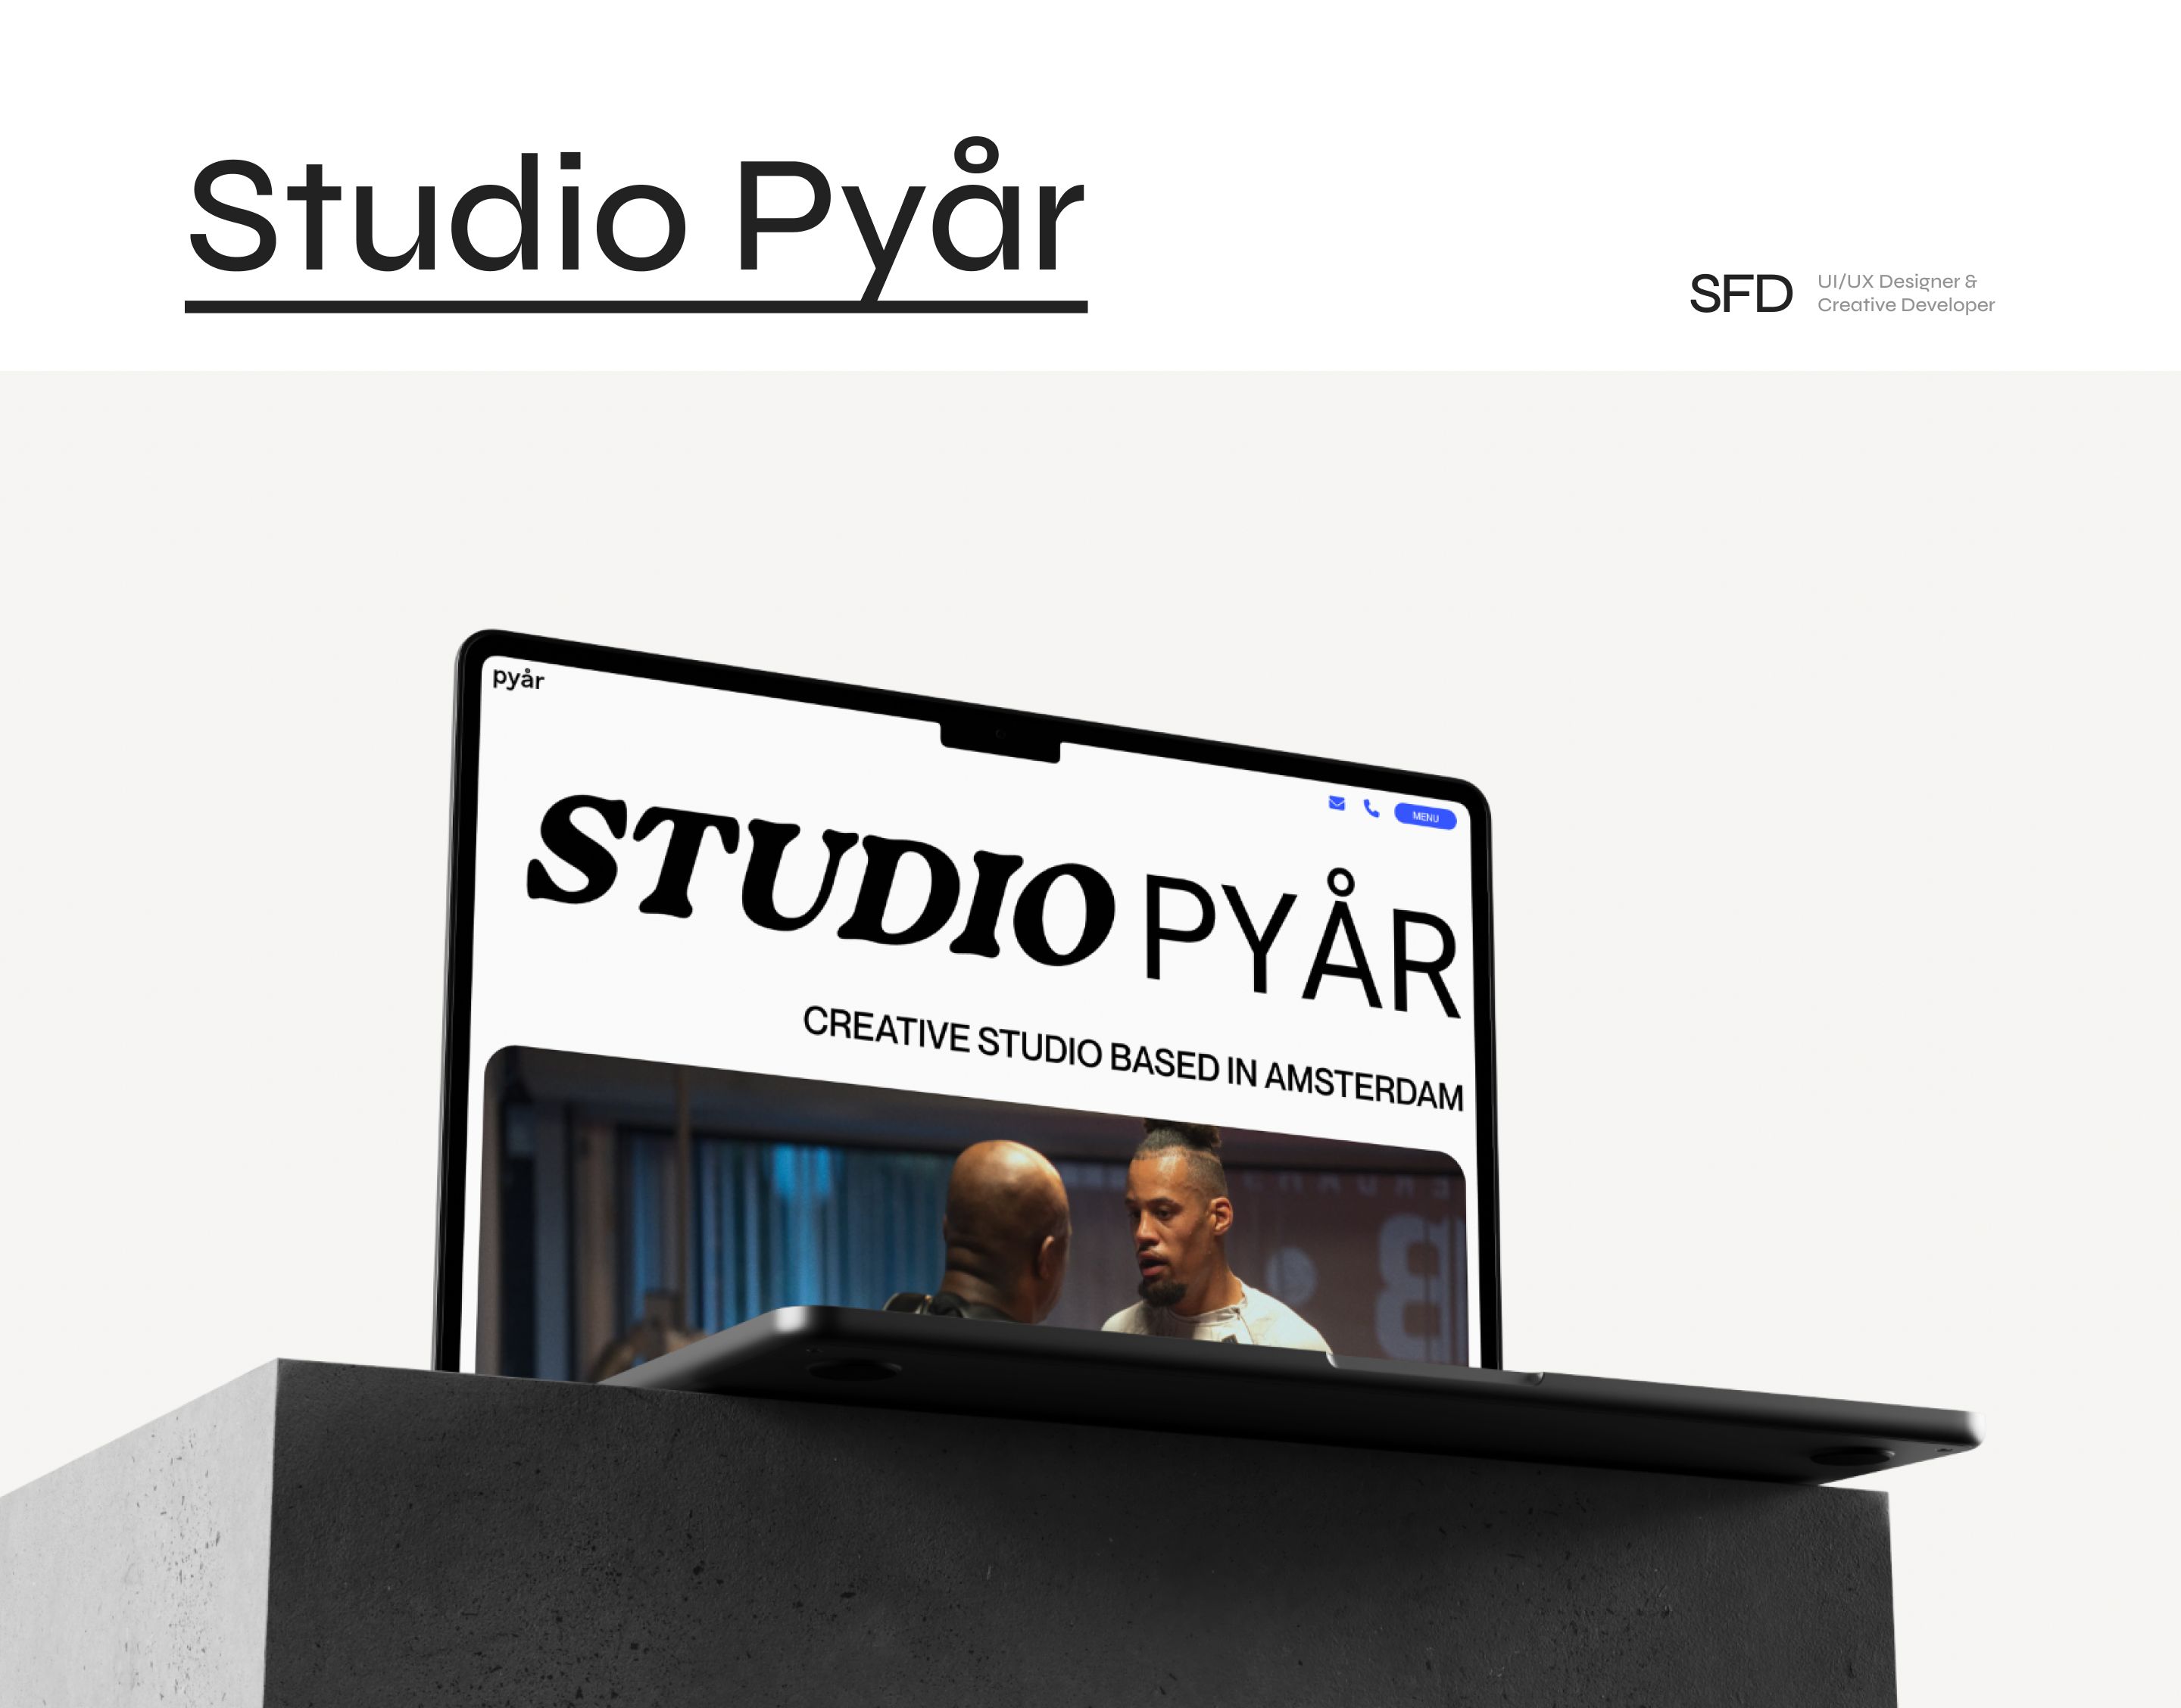 Studio Pyår
SFD
UI/UX Designer &
Creative Developer
pyår
MENU
STUDIO PYÅR
CREATIVE STUDIO BASED IN AMSTERDAM